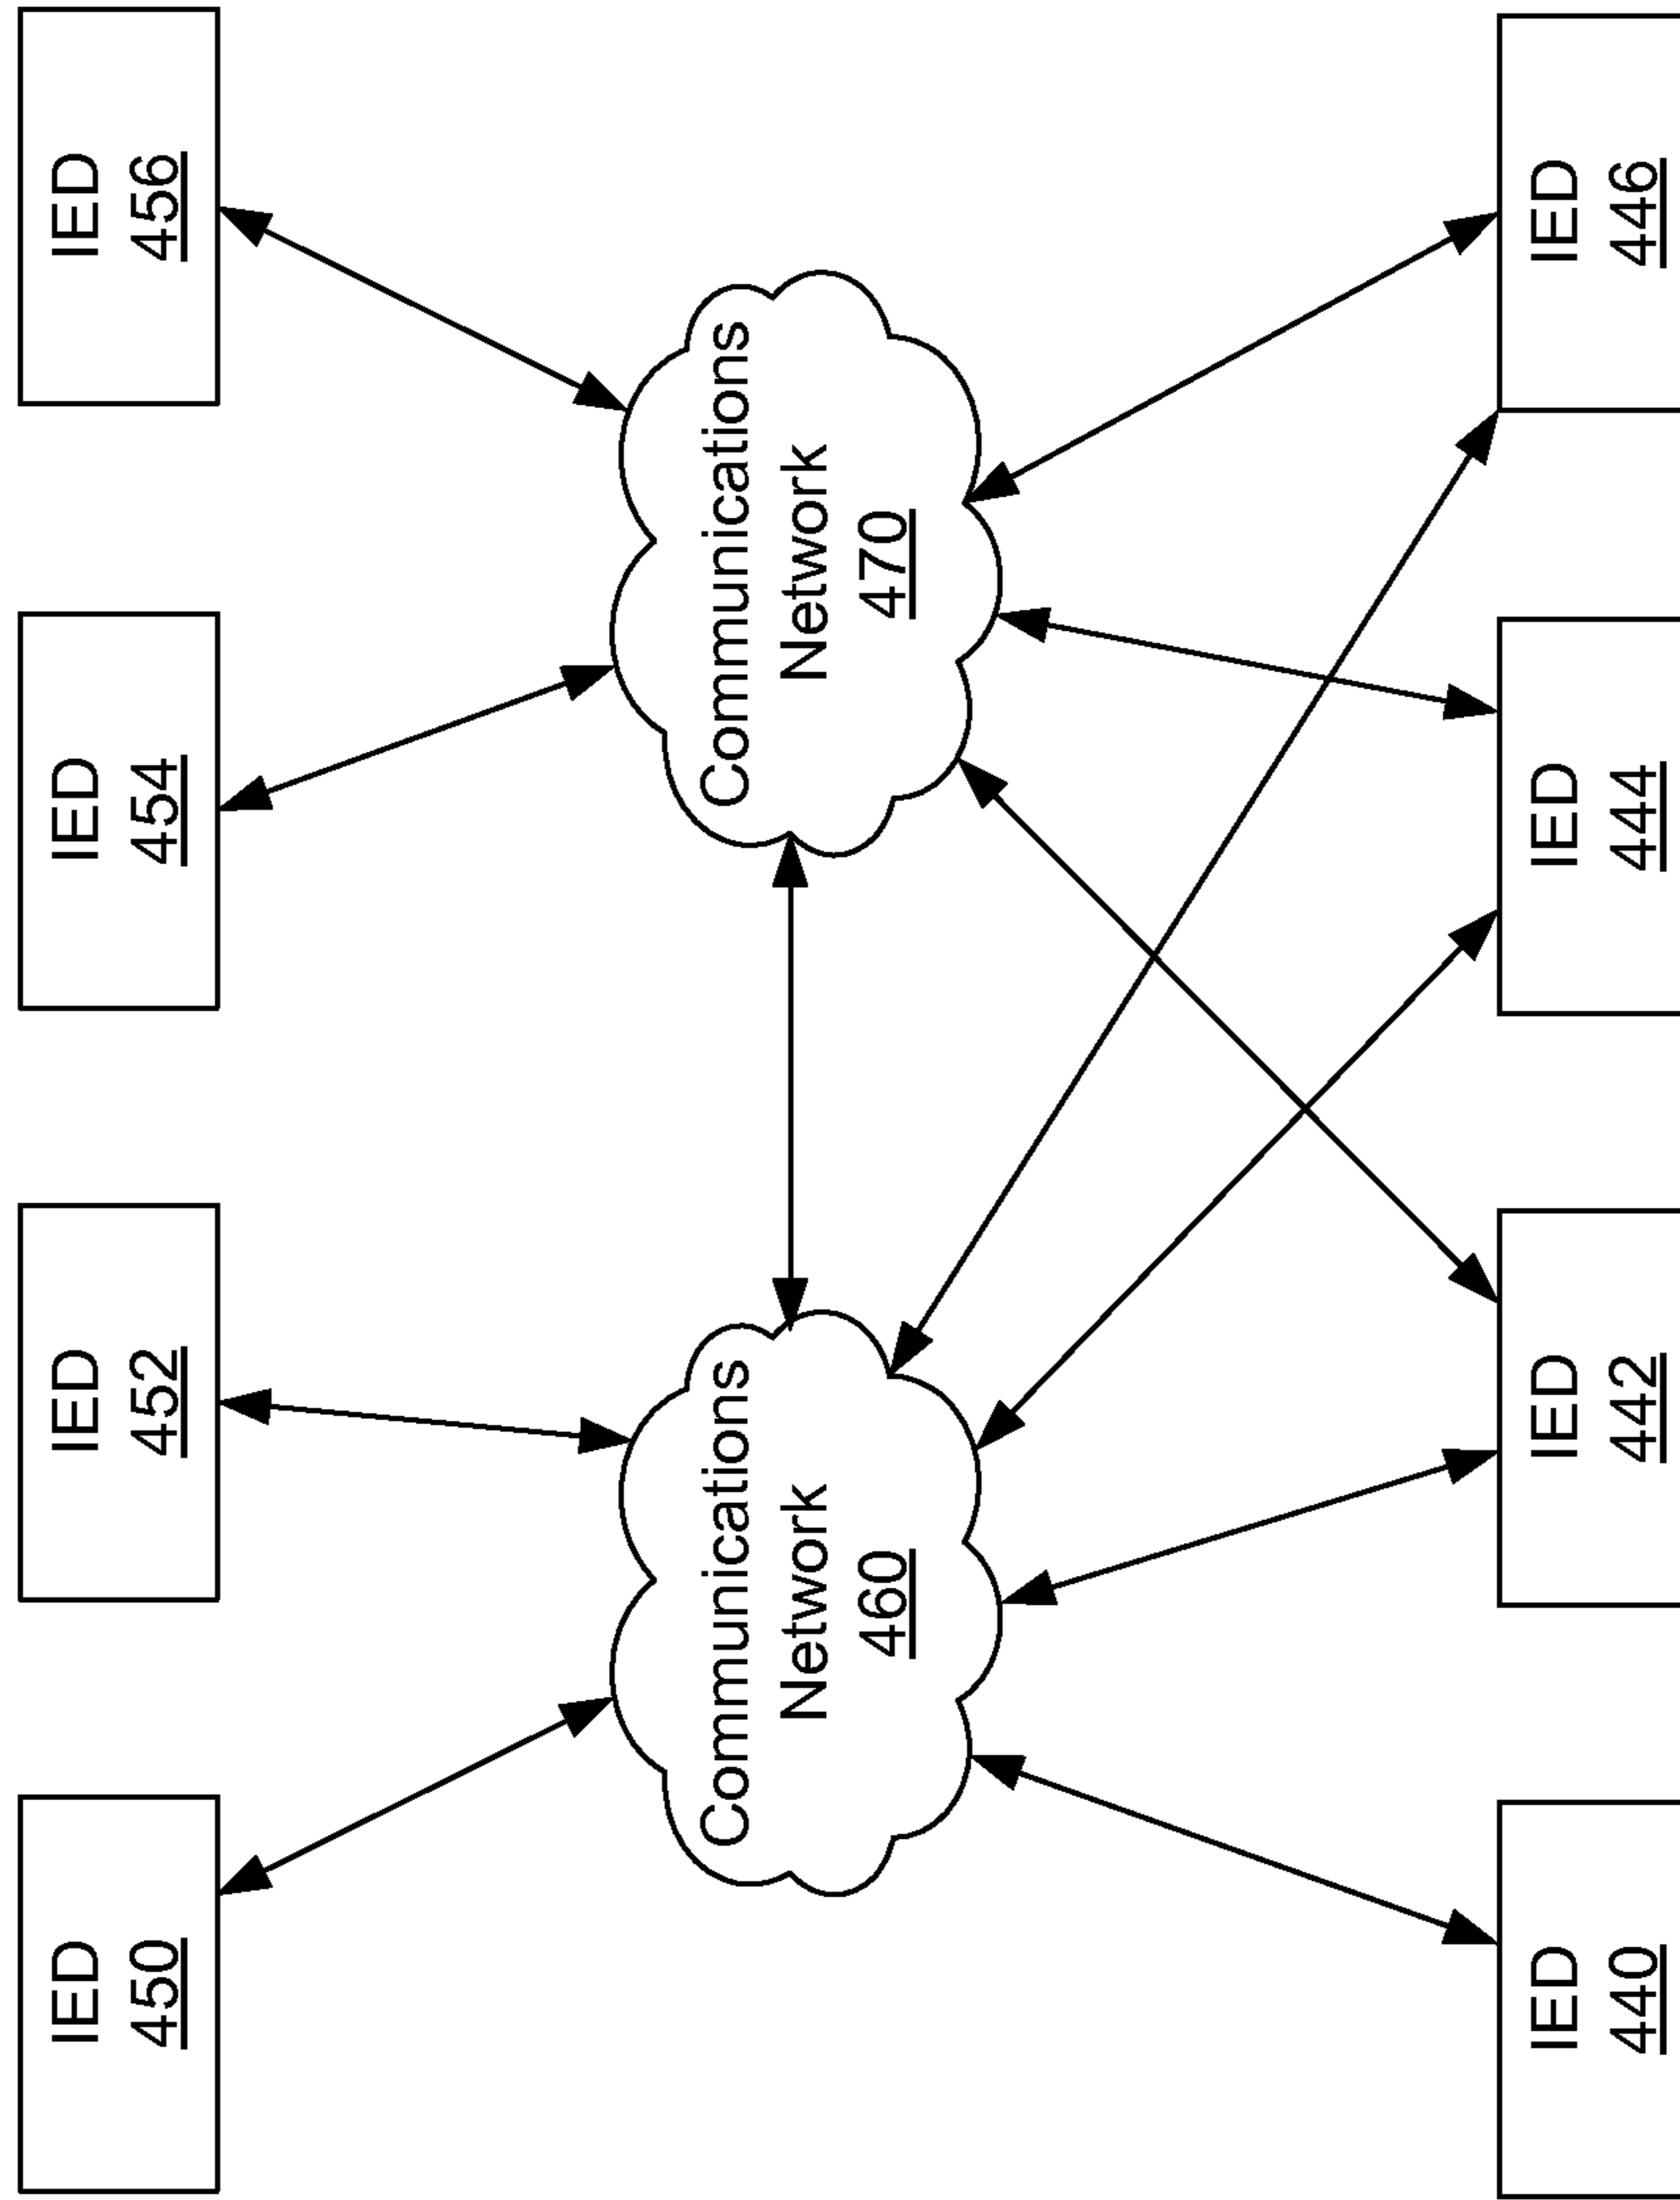 IED
450
IED
452
IED
454
IED
456
Communications
Network
460
Communications
Network
470
IED
440
IED
442
IED
444
IED
446